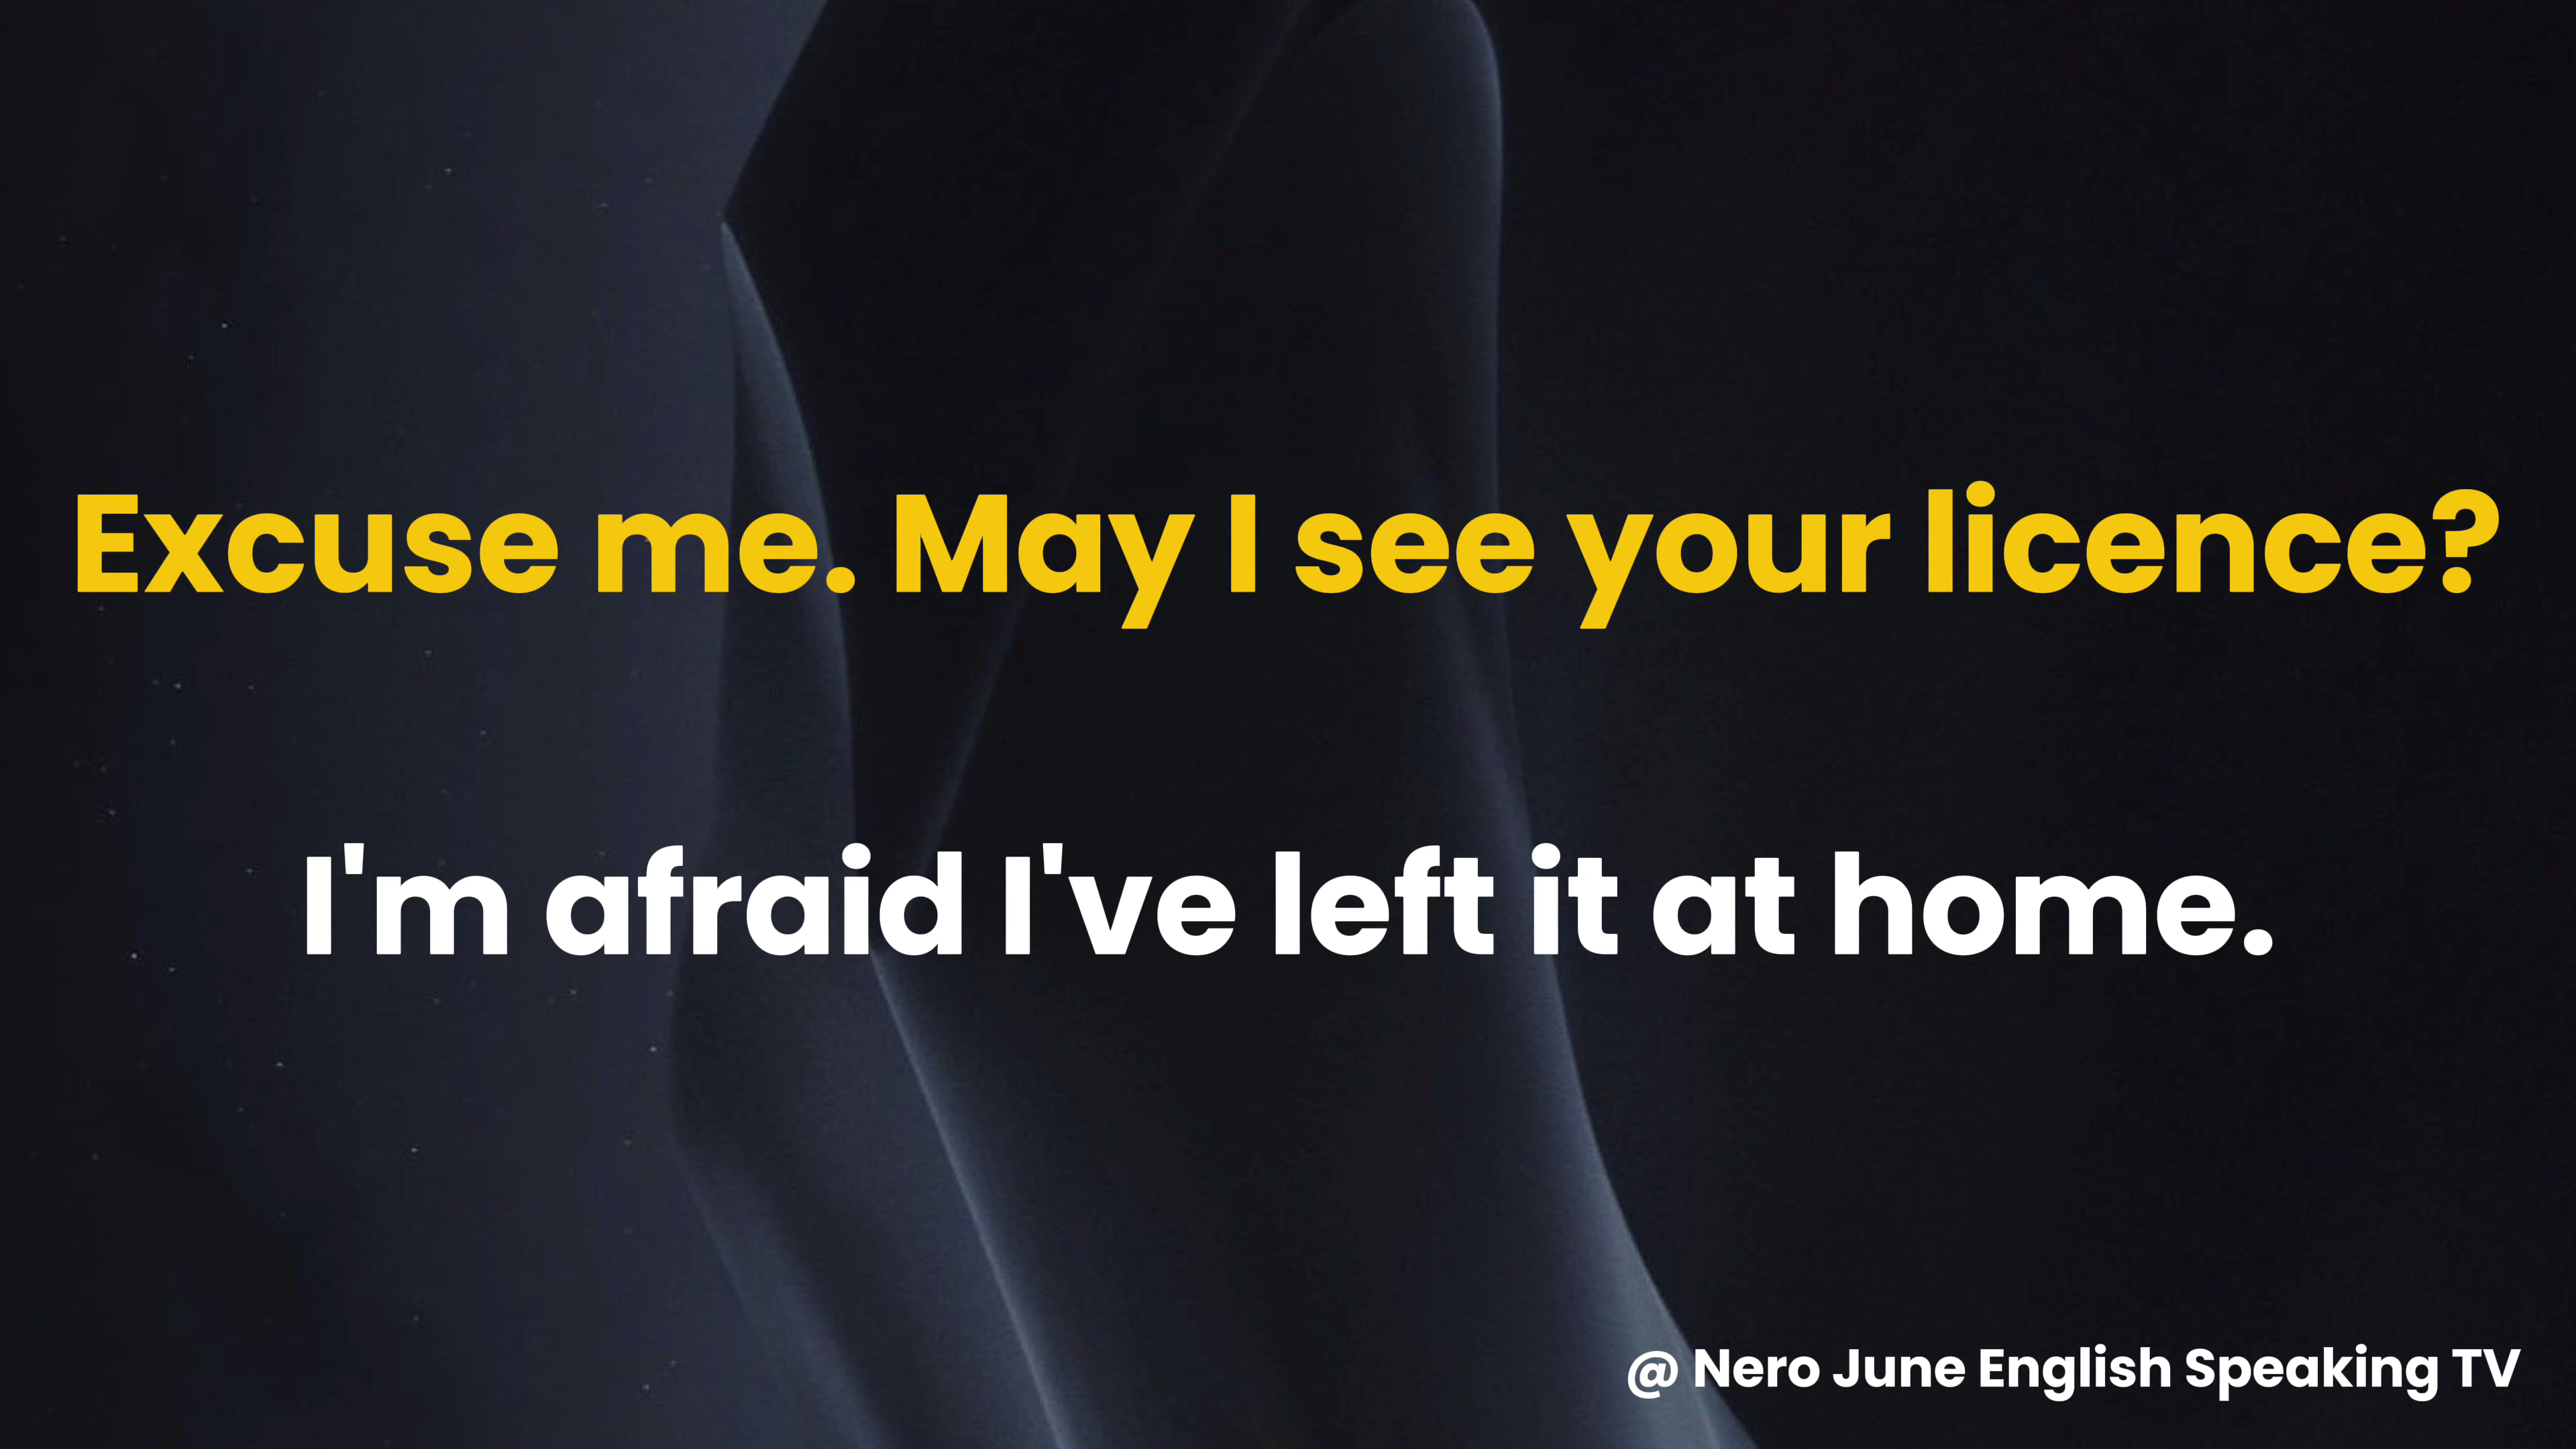 Excuse me. May I see your licence?
I'm afraid I've left it at home.
@ Nero June English Speaking TV